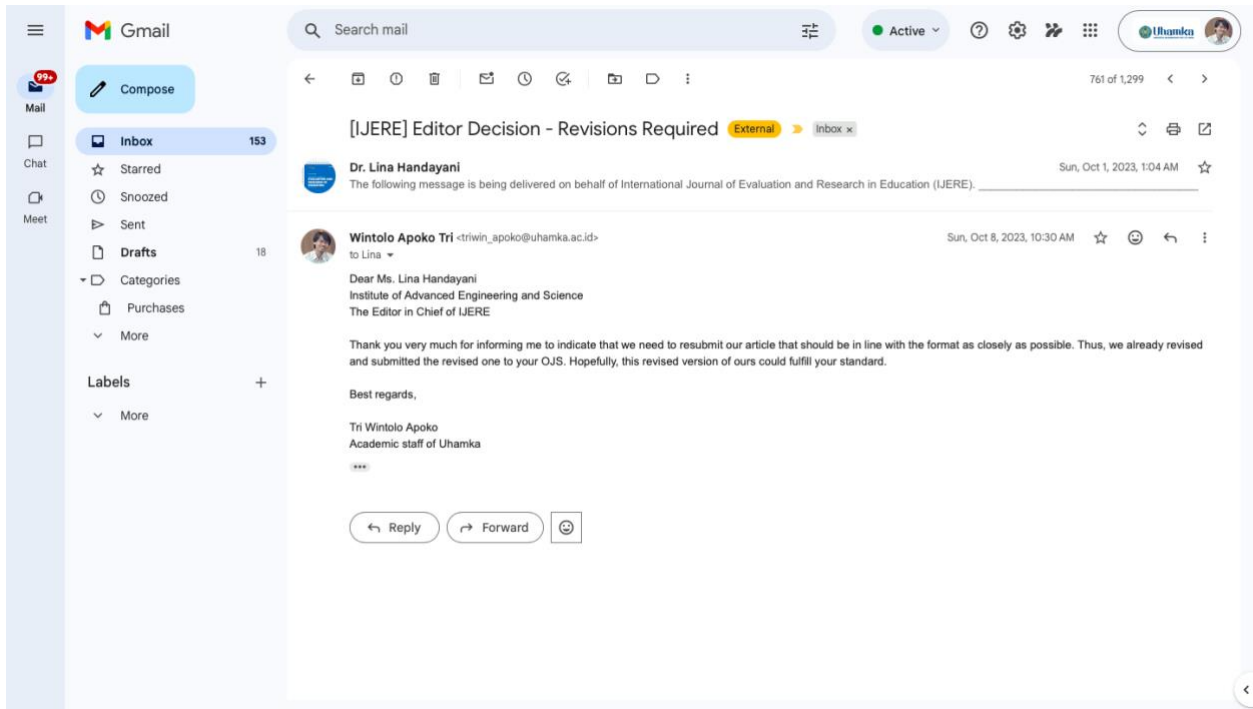 Gmail
Search mail
Active
Uhamka
99+
Mail
Chat
Meet
Compose
Inbox 153
Starred
Snoozed
Sent
Drafts 18
Categories
Purchases
More
Labels
More
761 of 1,299
[IJERE] Editor Decision - Revisions Required External Inbox x
Dr. Lina Handayani Sun, Oct 1, 2023, 1:04 AM
The following message is being delivered on behalf of International Journal of Evaluation and Research in Education (IJERE).
Wintolo Apoko Tri <triwin_apoko@uhamka.ac.id> Sun, Oct 8, 2023, 10:30 AM
to Lina
Dear Ms. Lina Handayani
Institute of Advanced Engineering and Science
The Editor in Chief of IJERE
Thank you very much for informing me to indicate that we need to resubmit our article that should be in line with the format as closely as possible. Thus, we already revised
and submitted the revised one to your OJS. Hopefully, this revised version of ours could fulfill your standard.
Best regards,
Tri Wintolo Apoko
Academic staff of Uhamka
Reply Forward